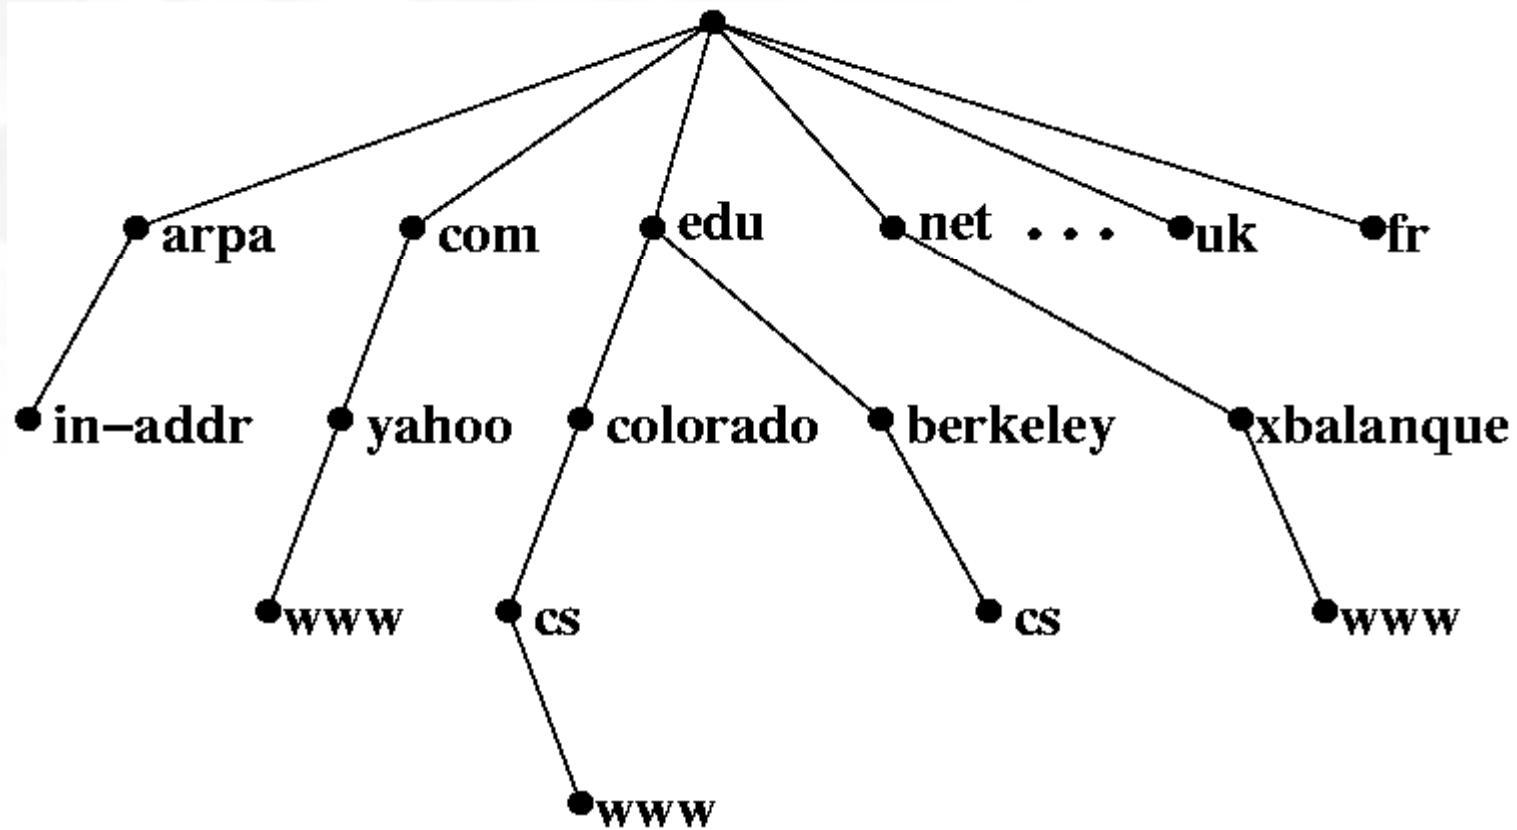 arpa com edu net . . . uk fr
in-addr yahoo colorado berkeley xbalanque
www cs cs www
www